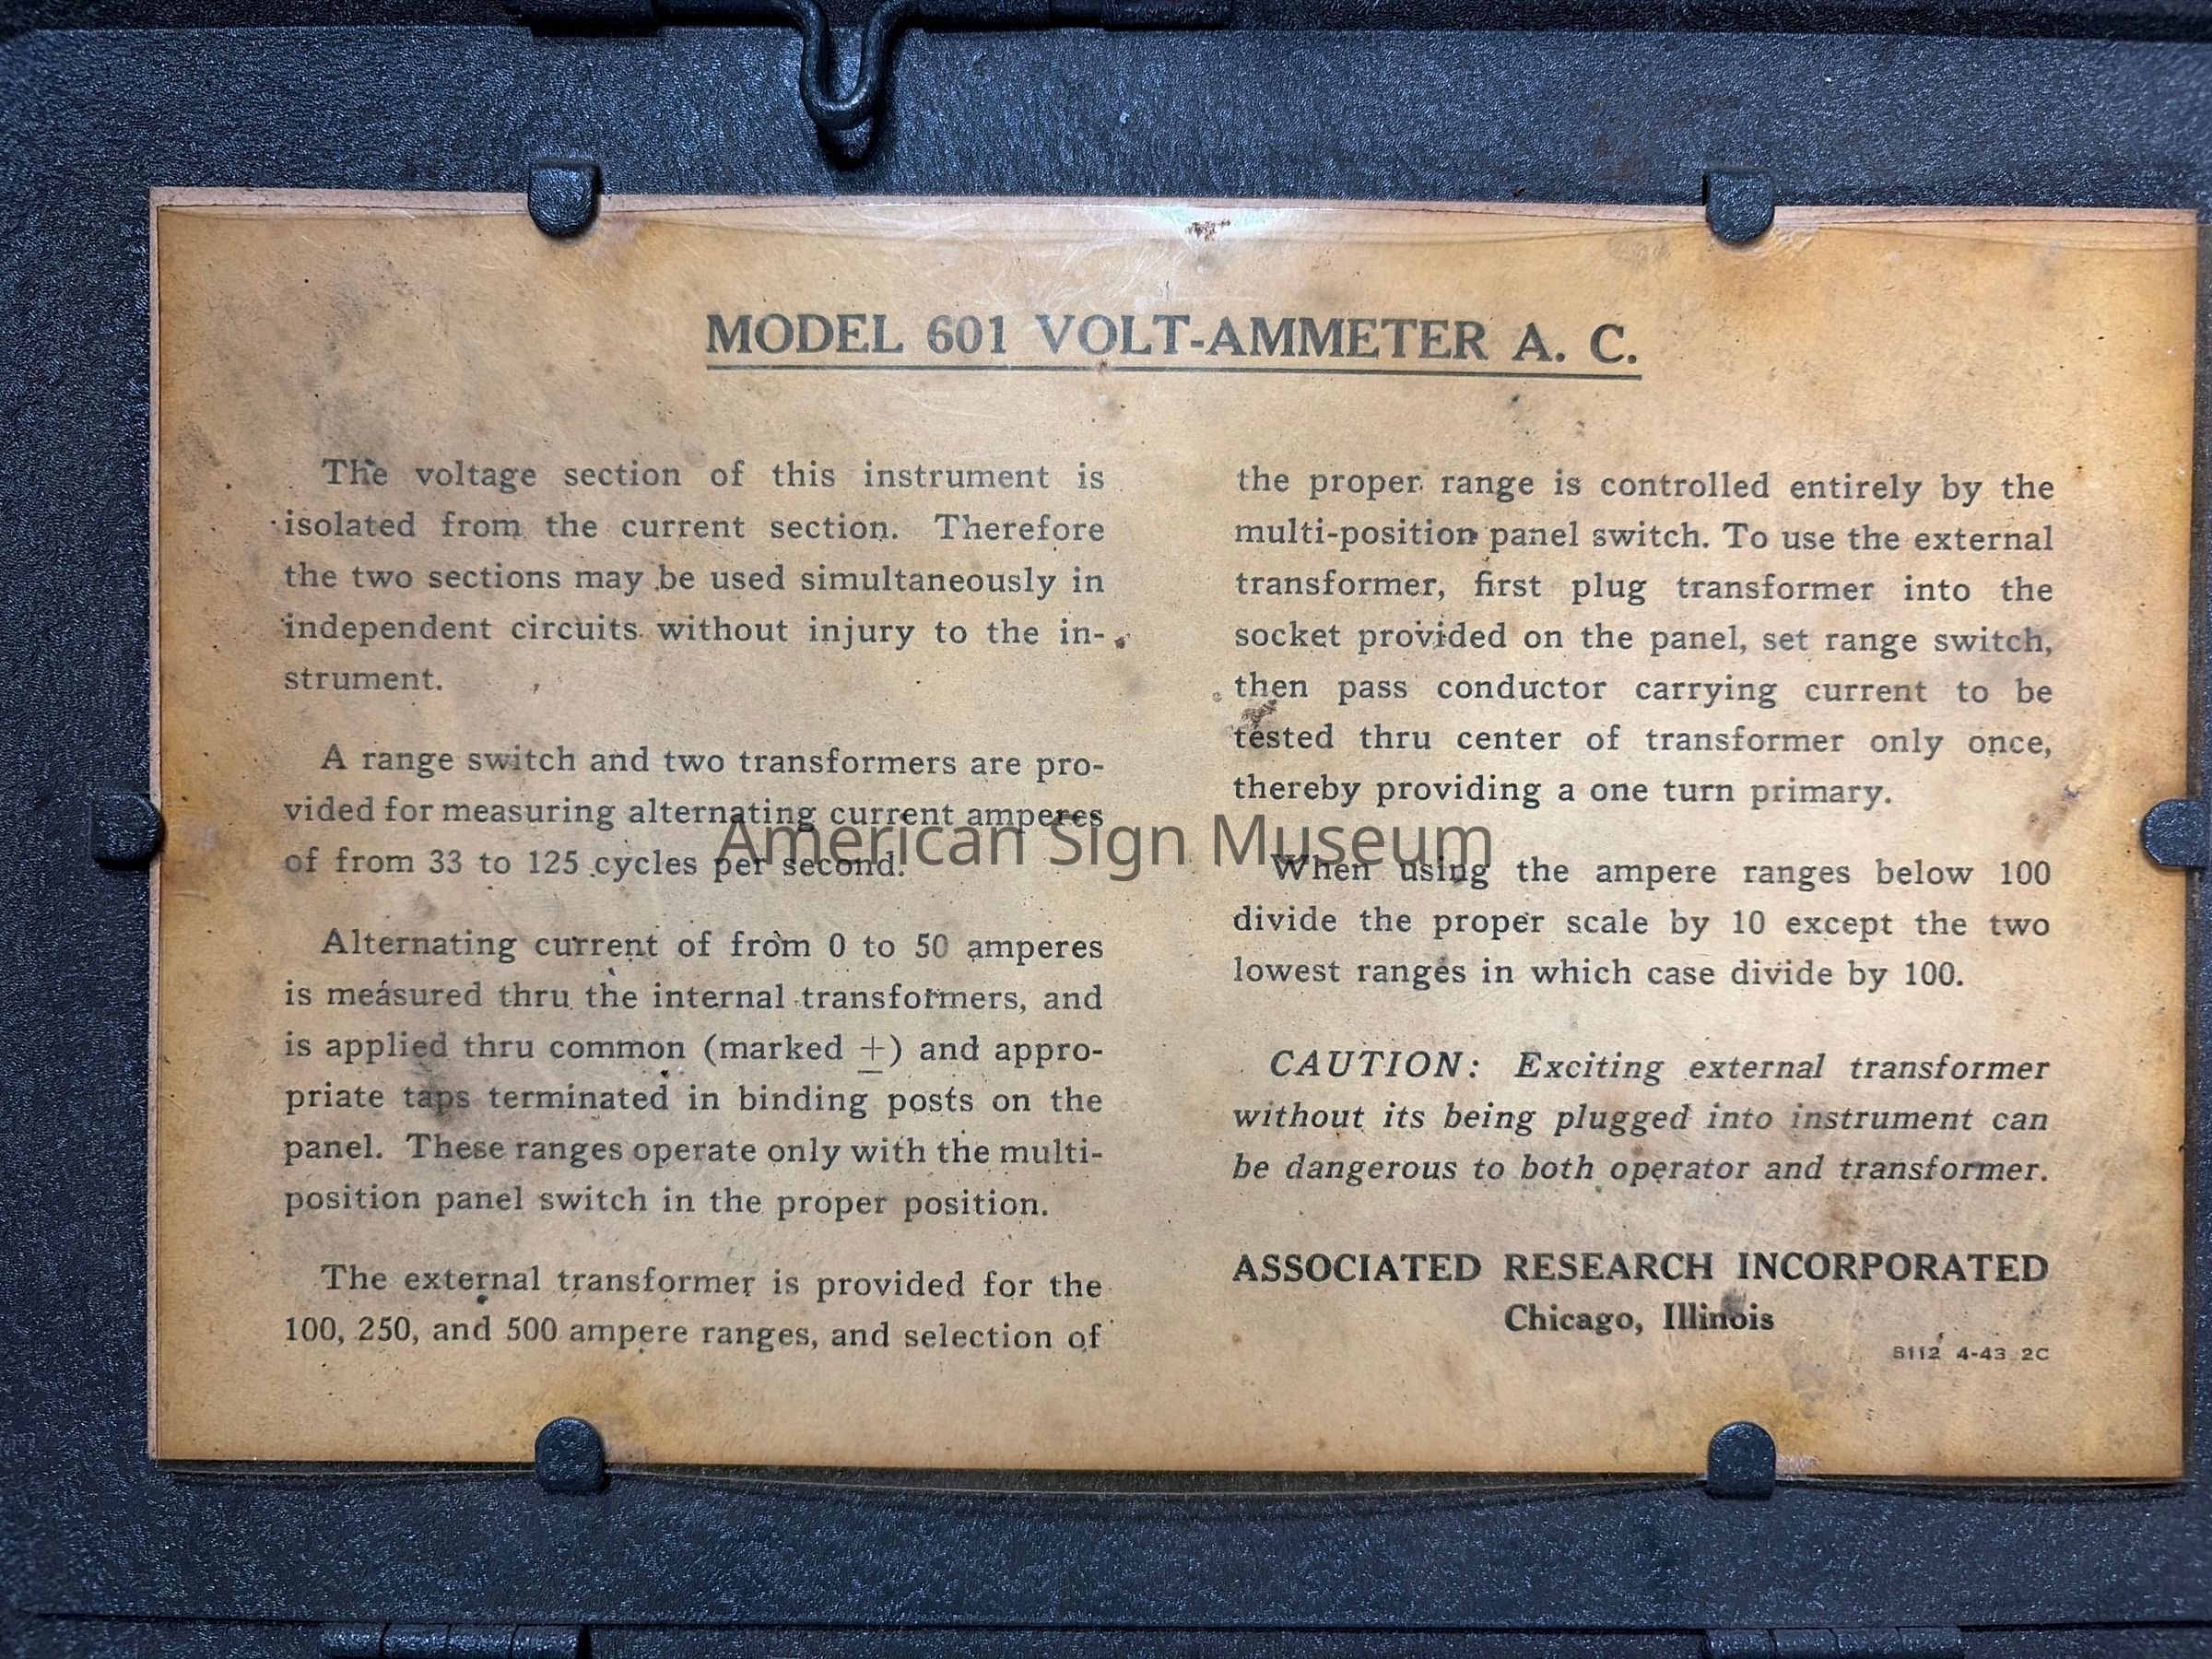 MODEL 601 VOLT-AMMETER A. C.
The voltage section of this instrument is
isolated from the current section. Therefore
the two sections may be used simultaneously in
independent circuits without injury to the in-
strument.
A range switch and two transformers are pro-
vided for measuring alternating current amperes
of from 33 to 125 cycles per second.
Alternating current of from 0 to 50 amperes
is measured thru the internal transformers, and
is applied thru common (marked ±) and appro-
priate taps terminated in binding posts on the
panel. These ranges operate only with the multi-
position panel switch in the proper position.
The external transformer is provided for the
100, 250, and 500 ampere ranges, and selection of
the proper range is controlled entirely by the
multi-position panel switch. To use the external
transformer, first plug transformer into the
socket provided on the panel, set range switch,
then pass conductor carrying current to be
tested thru center of transformer only once,
thereby providing a one turn primary.
When using the ampere ranges below 100
divide the proper scale by 10 except the two
lowest ranges in which case divide by 100.
CAUTION: Exciting external transformer
without its being plugged into instrument can
be dangerous to both operator and transformer.
ASSOCIATED RESEARCH INCORPORATED
Chicago, Illinois
4-43 2C
American Sign Museum